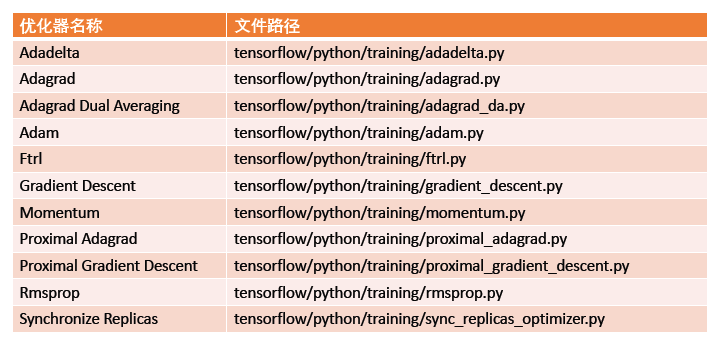 优化器名称 文件路径
Adadelta tensorflow/python/training/adadelta.py
Adagrad tensorflow/python/training/adagrad.py
Adagrad Dual Averaging tensorflow/python/training/adagrad_da.py
Adam tensorflow/python/training/adam.py
Ftrl tensorflow/python/training/ftrl.py
Gradient Descent tensorflow/python/training/gradient_descent.py
Momentum tensorflow/python/training/momentum.py
Proximal Adagrad tensorflow/python/training/proximal_adagrad.py
Proximal Gradient Descent tensorflow/python/training/proximal_gradient_descent.py
Rmsprop tensorflow/python/training/rmsprop.py
Synchronize Replicas tensorflow/python/training/sync_replicas_optimizer.py